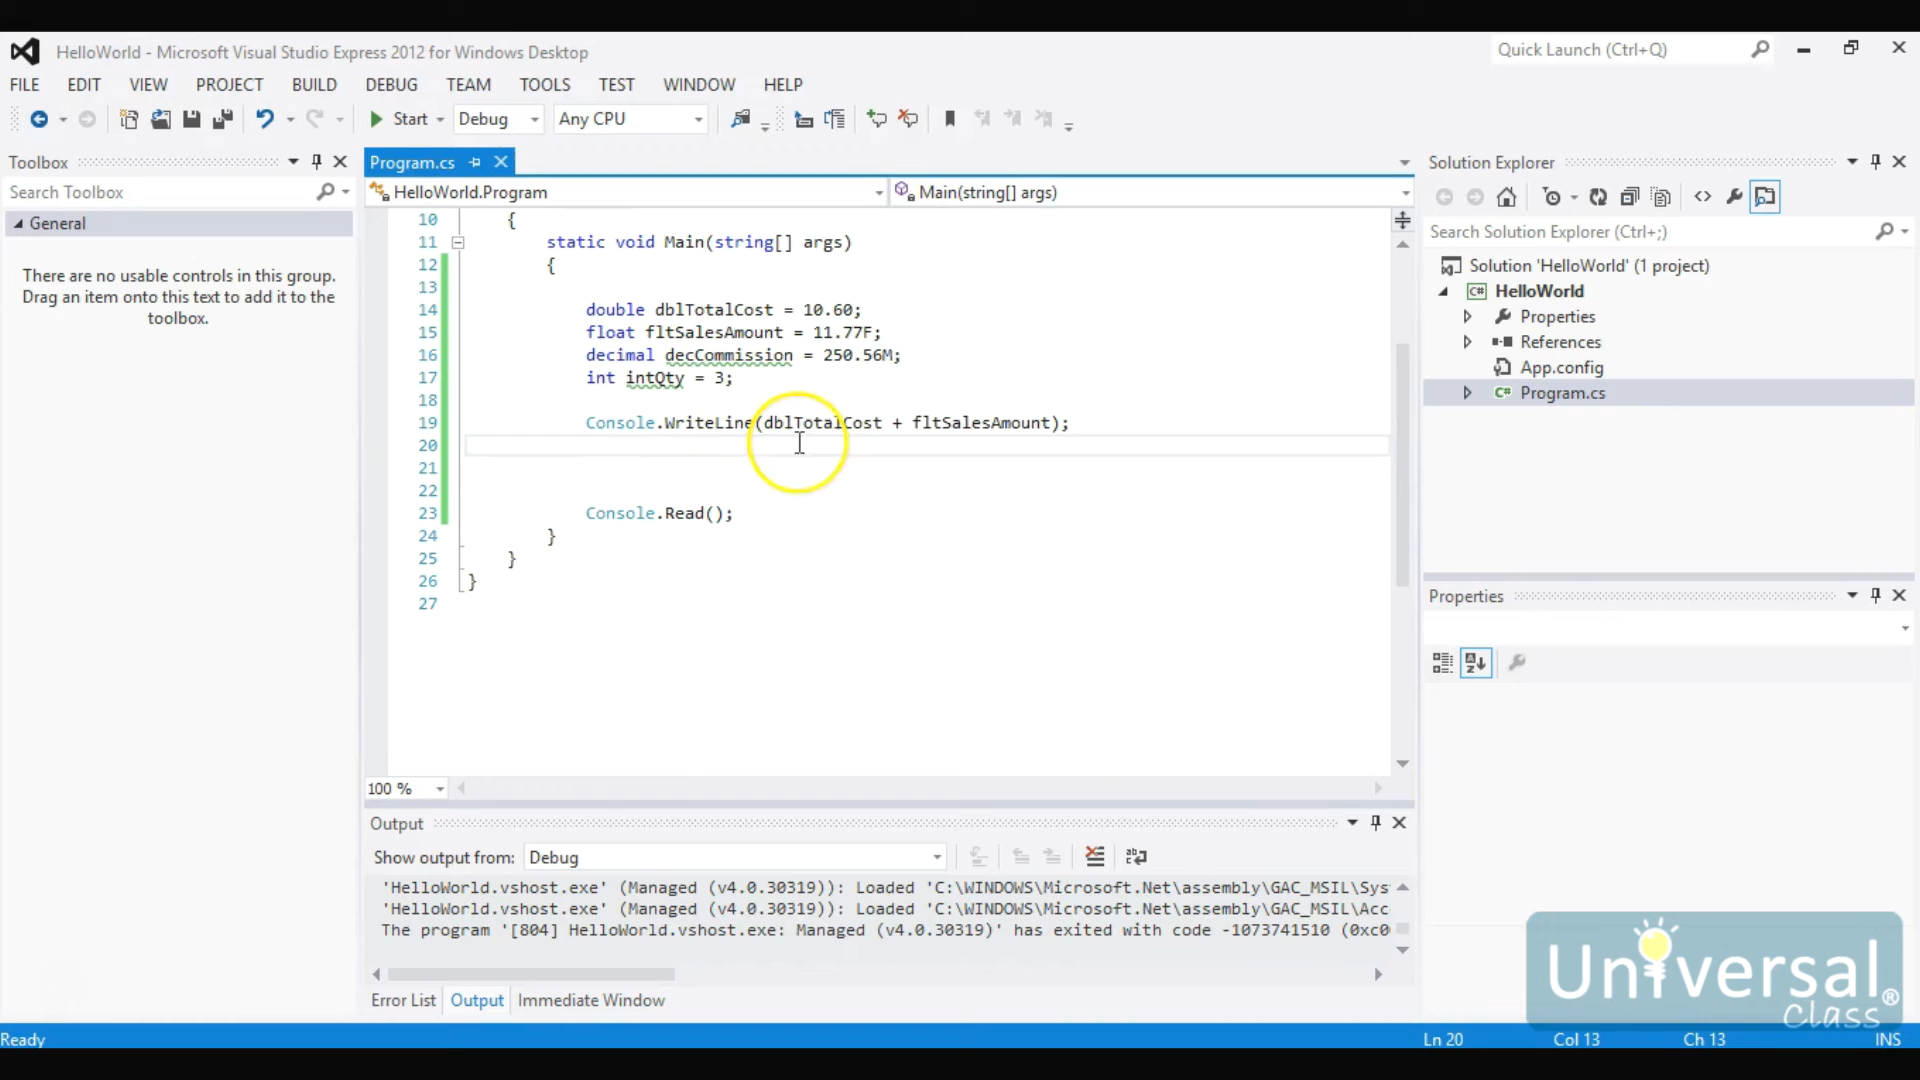 HelloWorld - Microsoft Visual Studio Express 2012 for Windows Desktop
Quick Launch (Ctrl+Q)
FILE EDIT VIEW PROJECT BUILD DEBUG TEAM TOOLS TEST WINDOW HELP
Start Debug Any CPU
Toolbox
Search Toolbox
General
There are no usable controls in this group.
Drag an item onto this text to add it to the
toolbox.
Program.cs
HelloWorld.Program Main(string[] args)
10 {
11 static void Main(string[] args)
12 {
13
14 double dblTotalCost = 10.60;
15 float fltSalesAmount = 11.77F;
16 decimal decCommission = 250.56M;
17 int intQty = 3;
18
19 Console.WriteLine(dblTotalCost + fltSalesAmount);
20
21
22
23 Console.Read();
24 }
25 }
26 }
27
100 %
Output
Show output from: Debug
'HelloWorld.vshost.exe' (Managed (v4.0.30319)): Loaded 'C:\WINDOWS\Microsoft.Net\assembly\GAC_MSIL\Sys
'HelloWorld.vshost.exe' (Managed (v4.0.30319)): Loaded 'C:\WINDOWS\Microsoft.Net\assembly\GAC_MSIL\Acc
The program '[804] HelloWorld.vshost.exe: Managed (v4.0.30319)' has exited with code -1073741510 (0xc0
Error List Output Immediate Window
Solution Explorer
Search Solution Explorer (Ctrl+;)
Solution 'HelloWorld' (1 project)
C# HelloWorld
Properties
References
App.config
C# Program.cs
Properties
Universal®
Class
Ready Ln 20 Col 13 Ch 13 INS